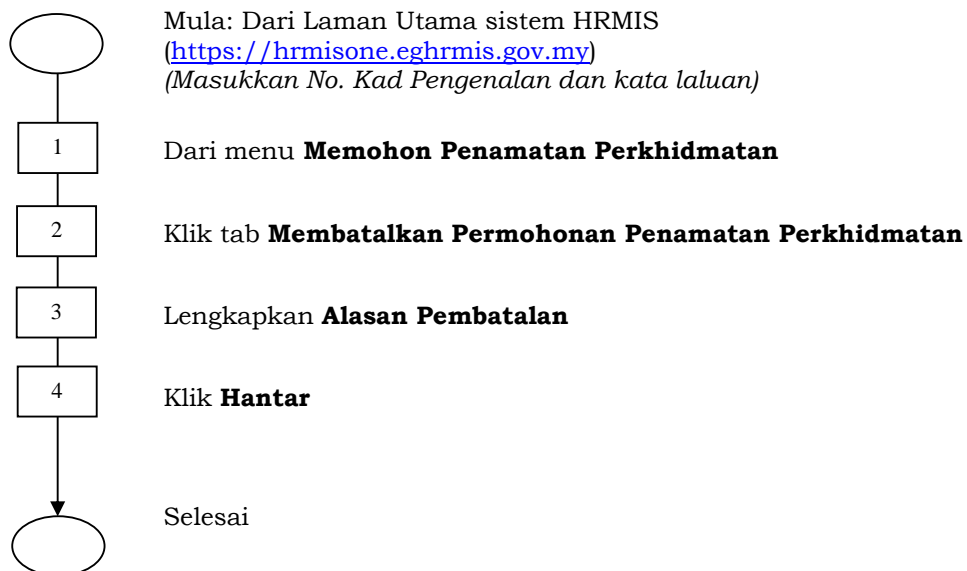 Mula: Dari Laman Utama sistem HRMIS
(https://hrmisone.eghrmis.gov.my)
(Masukkan No. Kad Pengenalan dan kata laluan)
1
Dari menu Memohon Penamatan Perkhidmatan
2
Klik tab Membatalkan Permohonan Penamatan Perkhidmatan
3
Lengkapkan Alasan Pembatalan
4
Klik Hantar
Selesai